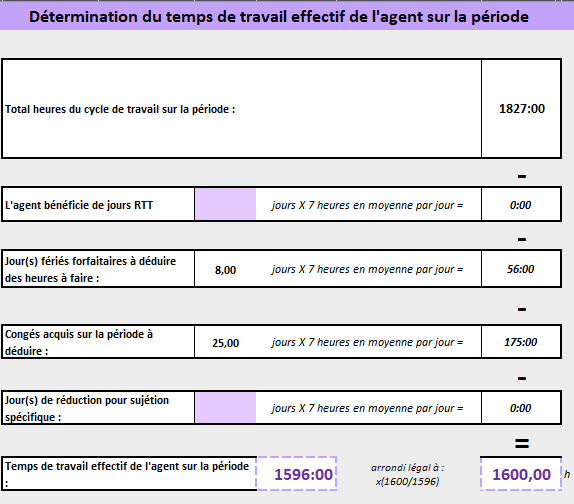 Détermination du temps de travail effectif de l'agent sur la période
Total heures du cycle de travail sur la période :
1827:00
-
L'agent bénéficie de jours RTT
jours X 7 heures en moyenne par jour =
0:00
-
Jour(s) fériés forfaitaires à déduire
des heures à faire :
8,00
jours X 7 heures en moyenne par jour =
56:00
-
Congés acquis sur la période à
déduire :
25,00
jours X 7 heures en moyenne par jour =
175:00
-
Jour(s) de réduction pour sujétion
spécifique :
jours X 7 heures en moyenne par jour =
0:00
=
Temps de travail effectif de l'agent sur la période
:
1596:00
arrondi légal à :
x(1600/1596)
1600,00
h